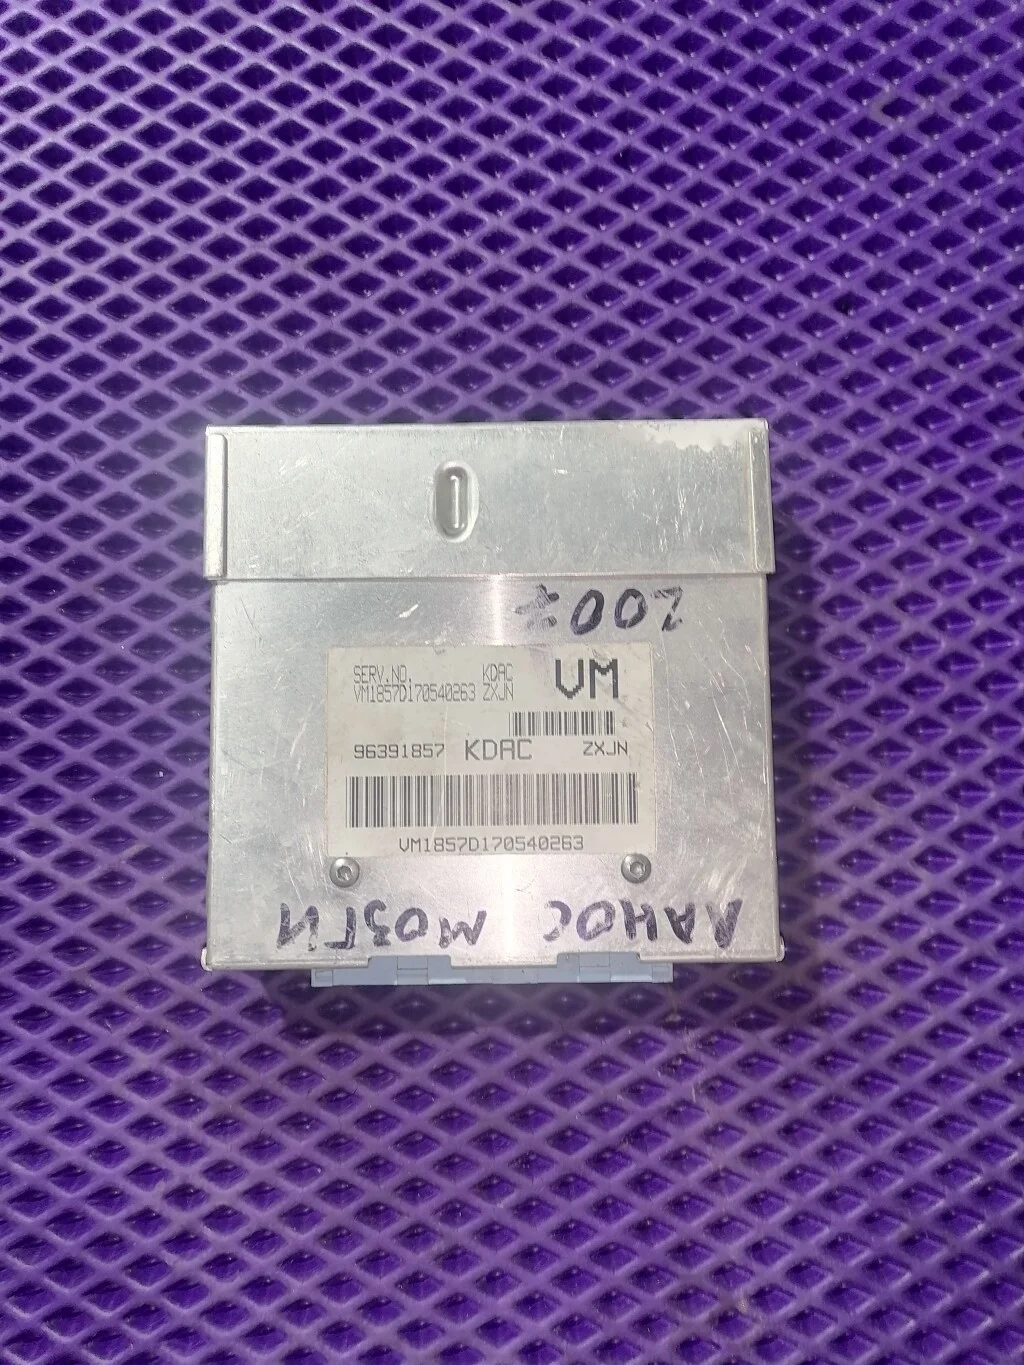 2007
SERV.NO. KDAC
VM1857D170540263 ZXJN
VM
96391857 KDAC ZXJN
VM1857D170540263
ЛАНОС МОЗГИ